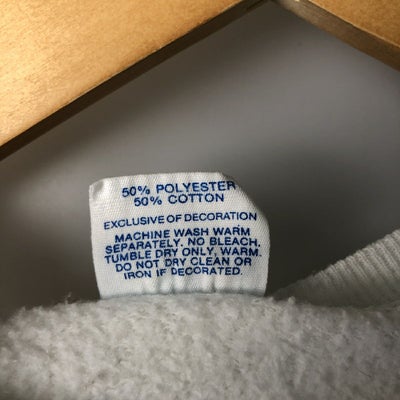 50% POLYESTER
50% COTTON
EXCLUSIVE OF DECORATION
MACHINE WASH WARM
SEPARATELY. NO BLEACH.
TUMBLE DRY ONLY, WARM.
DO NOT DRY CLEAN OR
IRON IF DECORATED.